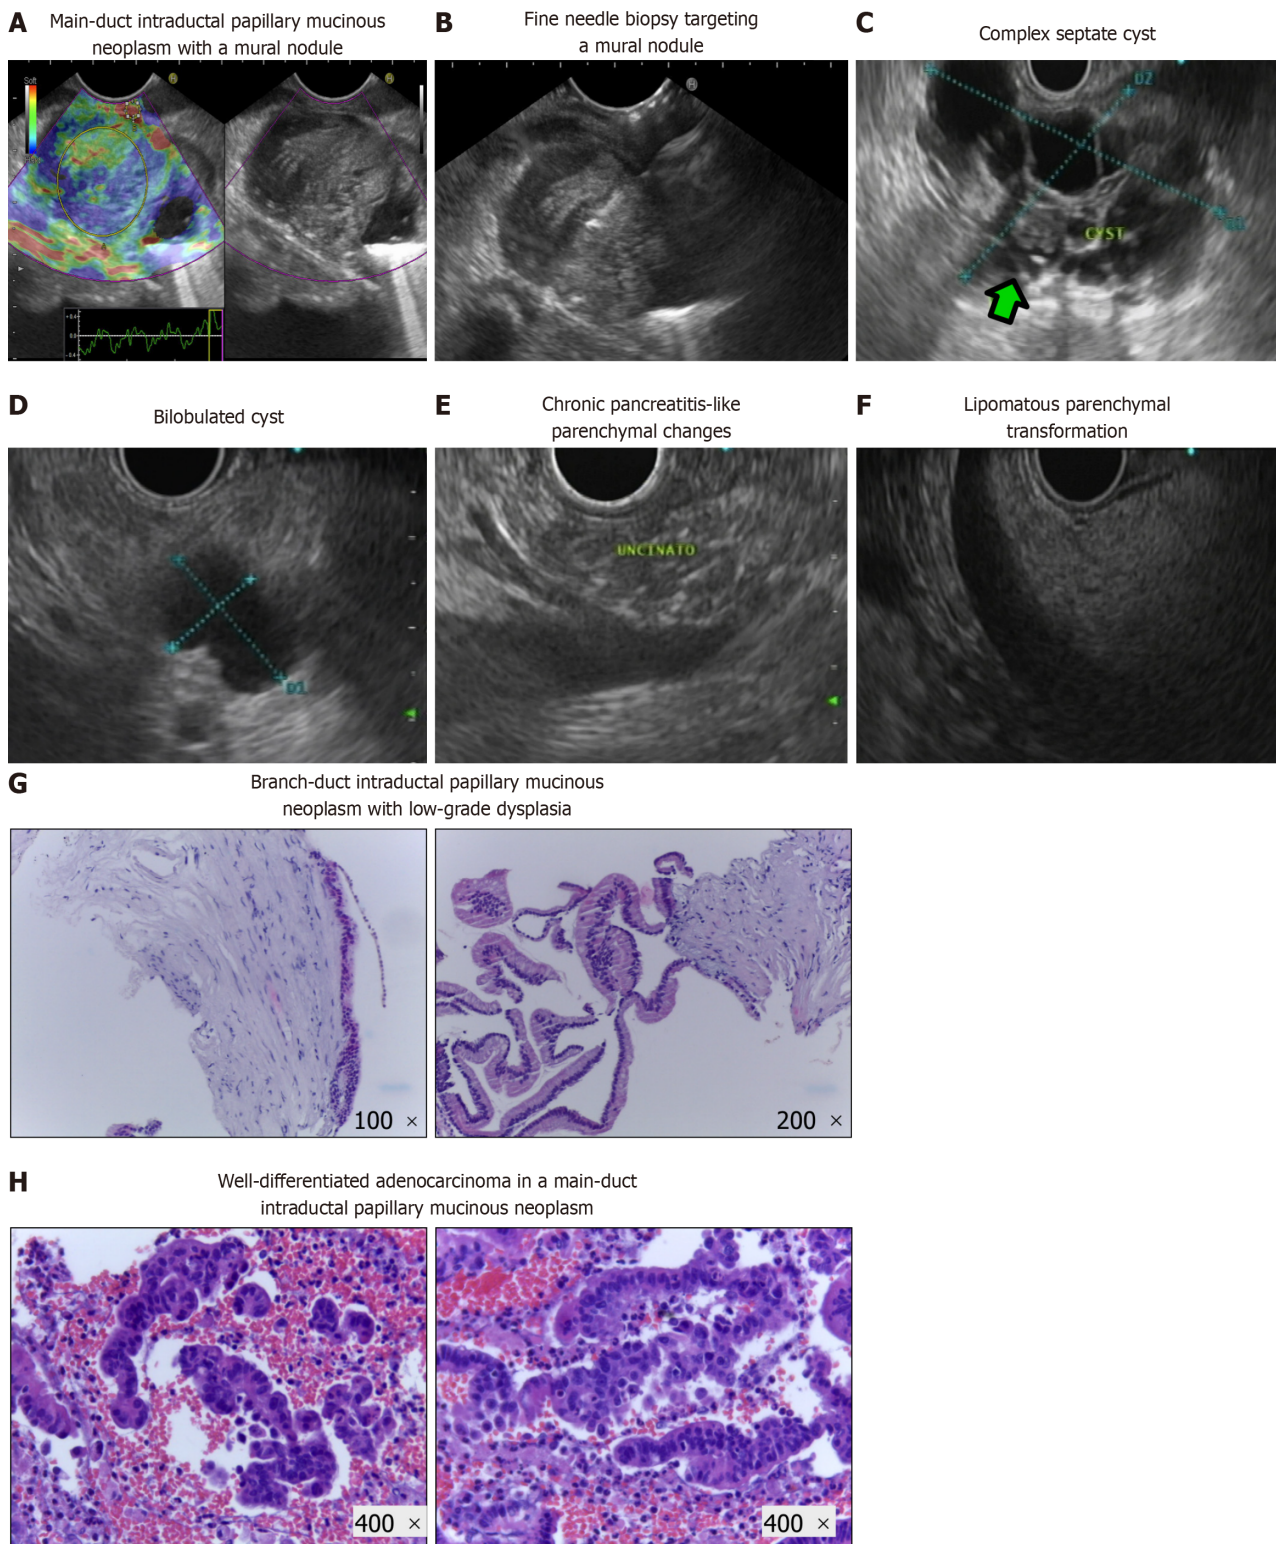 A
Main-duct intraductal papillary mucinous
neoplasm with a mural nodule
B
Fine needle biopsy targeting
a mural nodule
C
Complex septate cyst
Soft
H
H
H
D2
CYST
D
Bilobulated cyst
E
Chronic pancreatitis-like
parenchymal changes
F
Lipomatous parenchymal
transformation
D1
UNCINATO
G
Branch-duct intraductal papillary mucinous
neoplasm with low-grade dysplasia
100 ×
200 ×
H
Well-differentiated adenocarcinoma in a main-duct
intraductal papillary mucinous neoplasm
400 ×
400 ×